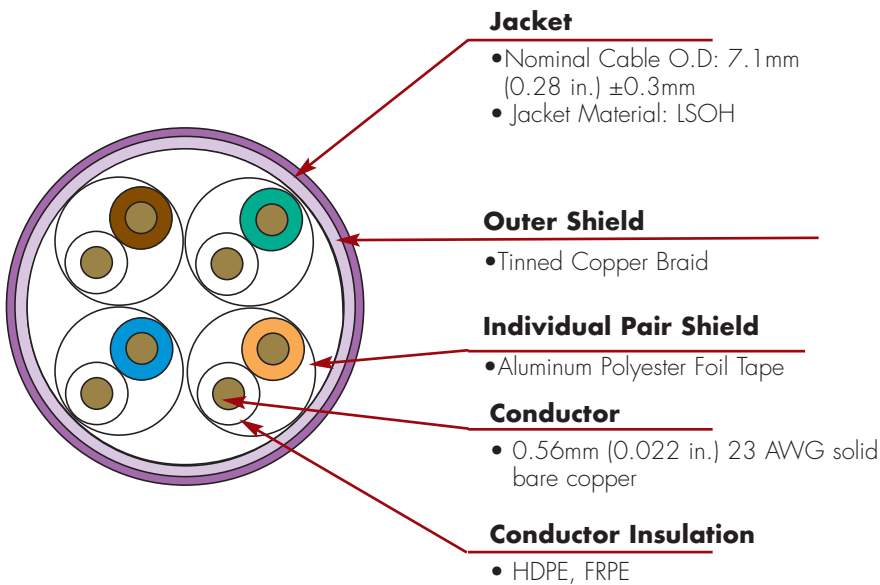 Jacket
•Nominal Cable O.D: 7.1mm
(0.28 in.) ±0.3mm
• Jacket Material: LSOH
Outer Shield
•Tinned Copper Braid
Individual Pair Shield
•Aluminum Polyester Foil Tape
Conductor
• 0.56mm (0.022 in.) 23 AWG solid
bare copper
Conductor Insulation
• HDPE, FRPE